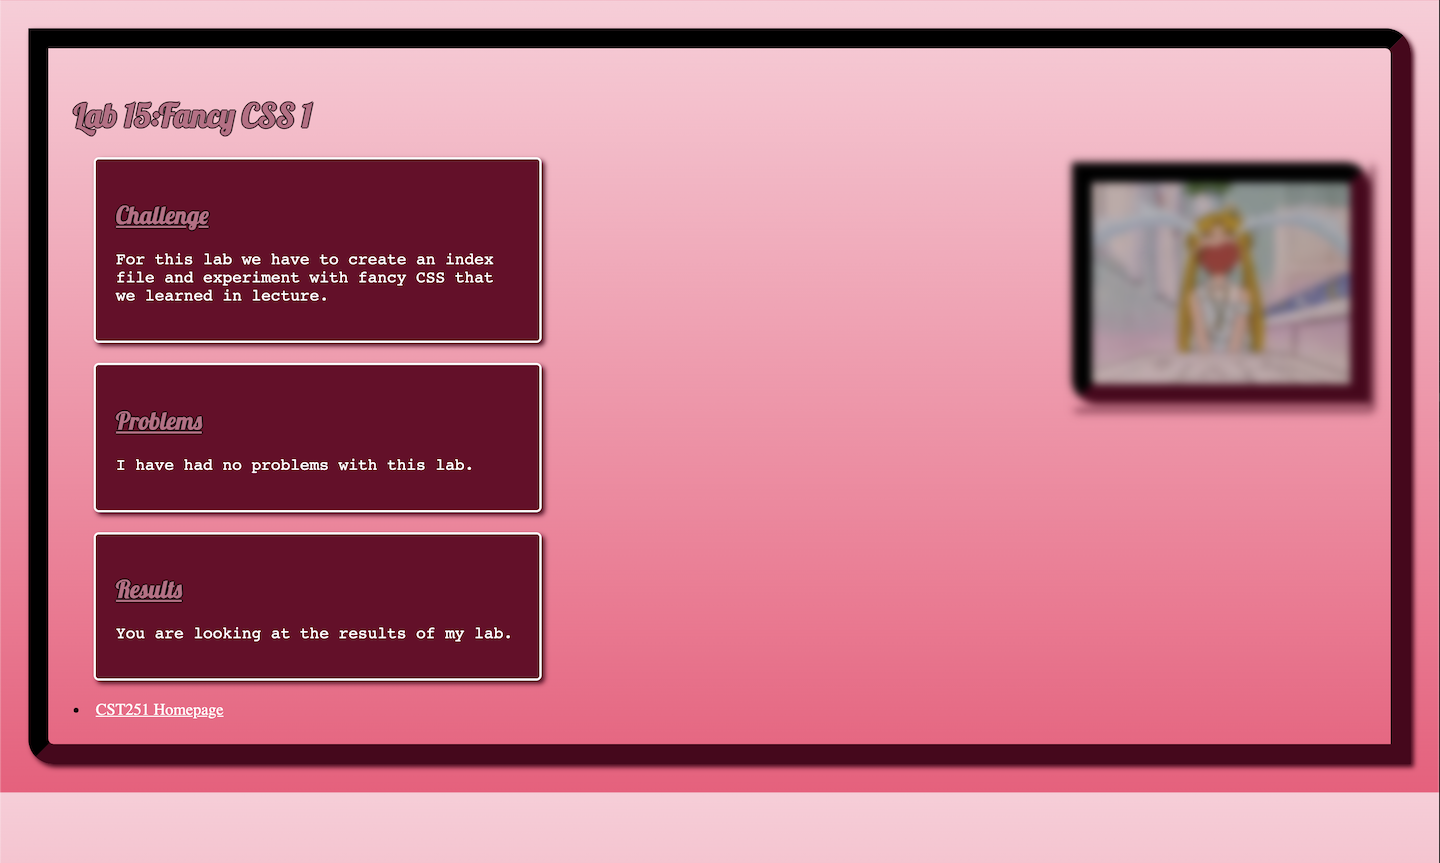 Lab 15:Fancy CSS 1
Challenge
For this lab we have to create an index
file and experiment with fancy CSS that
we learned in lecture.
Problems
I have had no problems with this lab.
Results
You are looking at the results of my lab.
CST251 Homepage